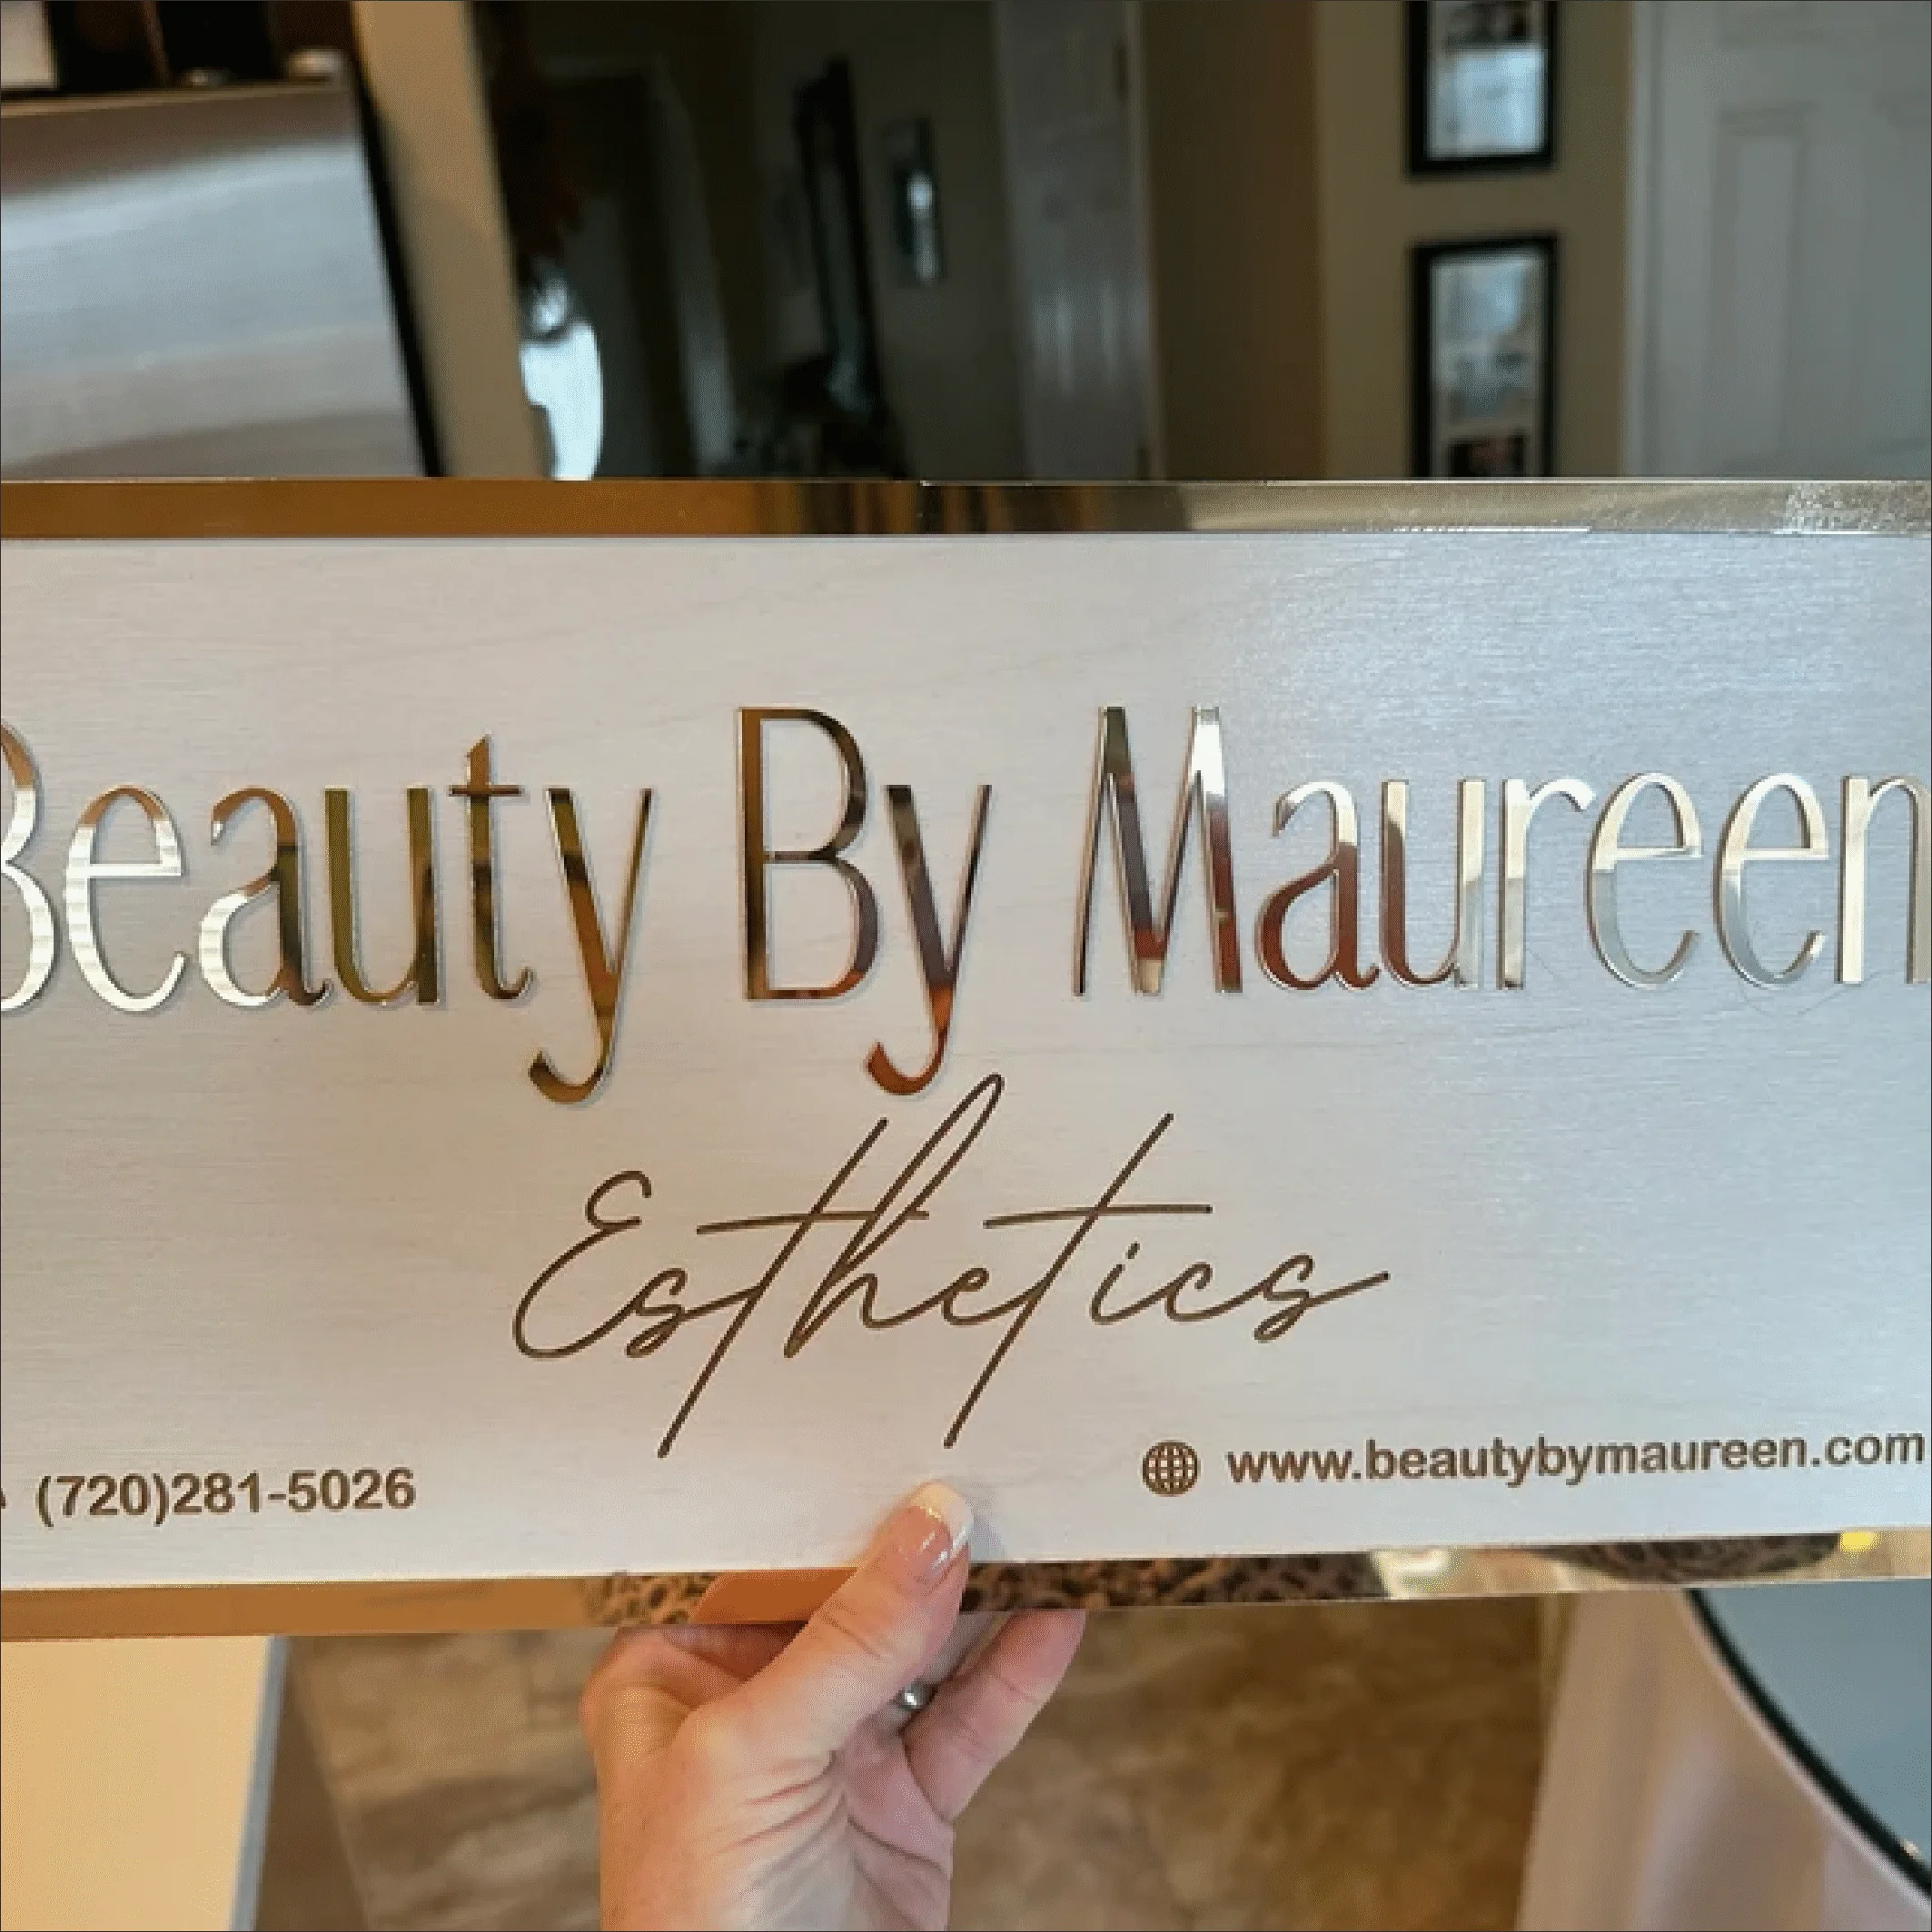 Beauty By Maureen
Esthetics
(720)281-5026
www.beautybymaureen.com